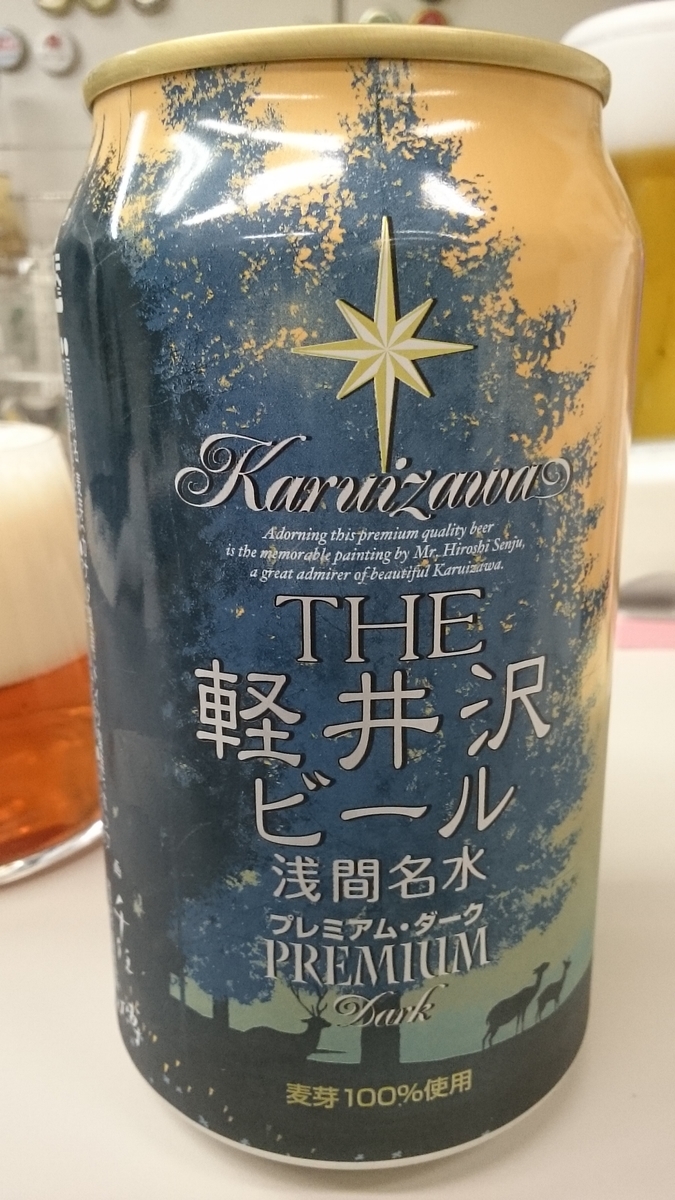 Karuizawa
Adorning this premium quality beer
is the memorable painting by Mr. Hiroshi Senju,
a great admirer of beautiful Karuizawa.
THE
軽井沢
ビール
浅間名水
プレミアム・ダーク
PREMIUM
Dark
麦芽100%使用